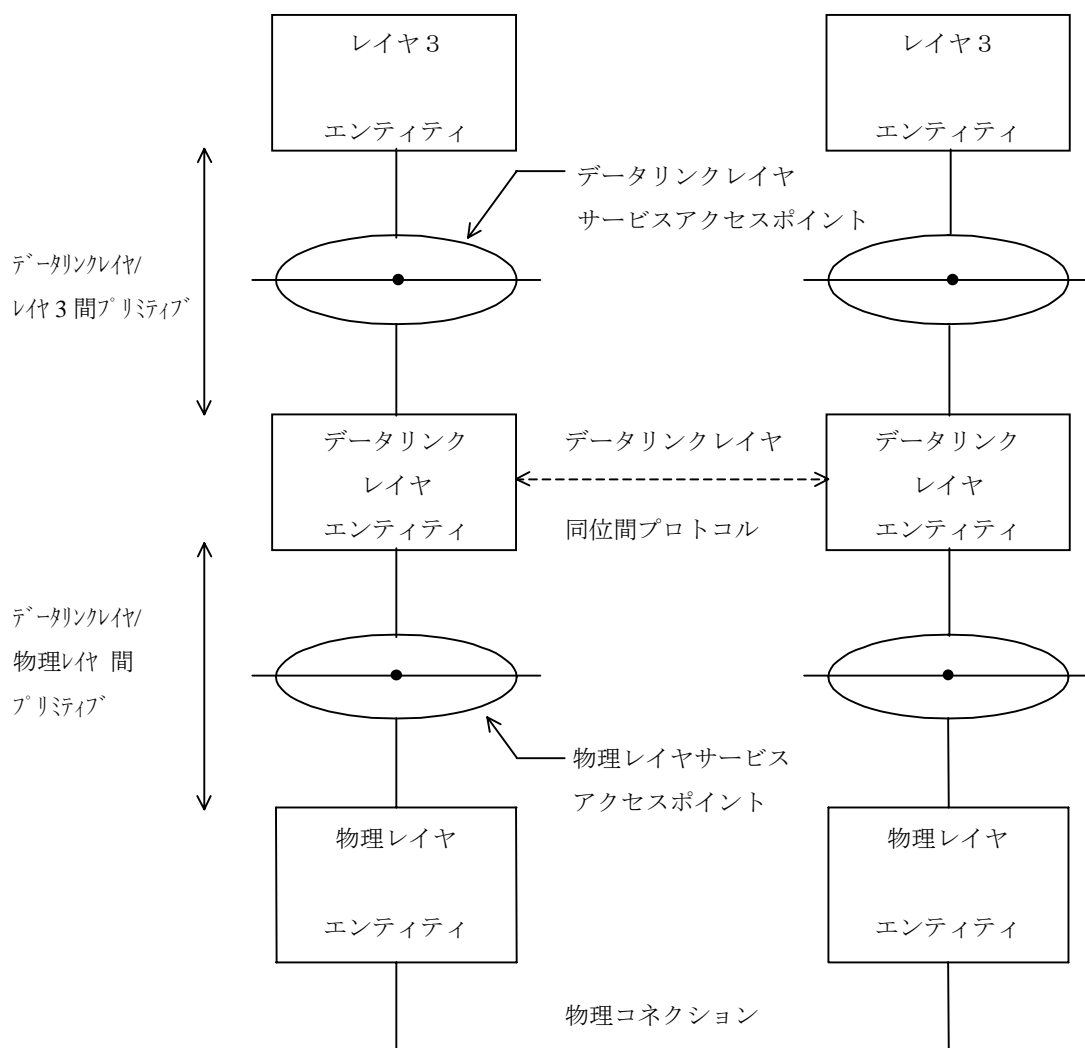 レイヤ3
エンティティ
レイヤ3
エンティティ
データリンクレイヤ
サービスアクセスポイント
ﾃﾞｰﾀﾘﾝｸﾚｲﾔ/
ﾚｲﾔ 3 間ﾌﾟﾘﾐﾃｨﾌﾞ
データリンク
レイヤ
エンティティ
データリンクレイヤ
同位間プロトコル
データリンク
レイヤ
エンティティ
ﾃﾞｰﾀﾘﾝｸﾚｲﾔ/
物理ﾚｲﾔ 間
ﾌﾟﾘﾐﾃｨﾌﾞ
物理レイヤサービス
アクセスポイント
物理レイヤ
エンティティ
物理レイヤ
エンティティ
物理コネクション